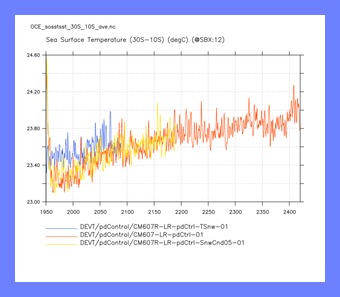 OCE_sosstsst_30S_10S_ave.nc
Sea Surface Temperature (30S-10S) (degC) (@SBX:12)
24.60
24.20
23.80
23.40
23.00
1950 2000 2050 2100 2150 2200 2250 2300 2350 2400
DEVT/pdControl/CM607R-LR-pdCtrl-TSnw-01
DEVT/pdControl/CM607-LR-pdCtrl-01
DEVT/pdControl/CM607R-LR-pdCtrl-SnwCnd05-01